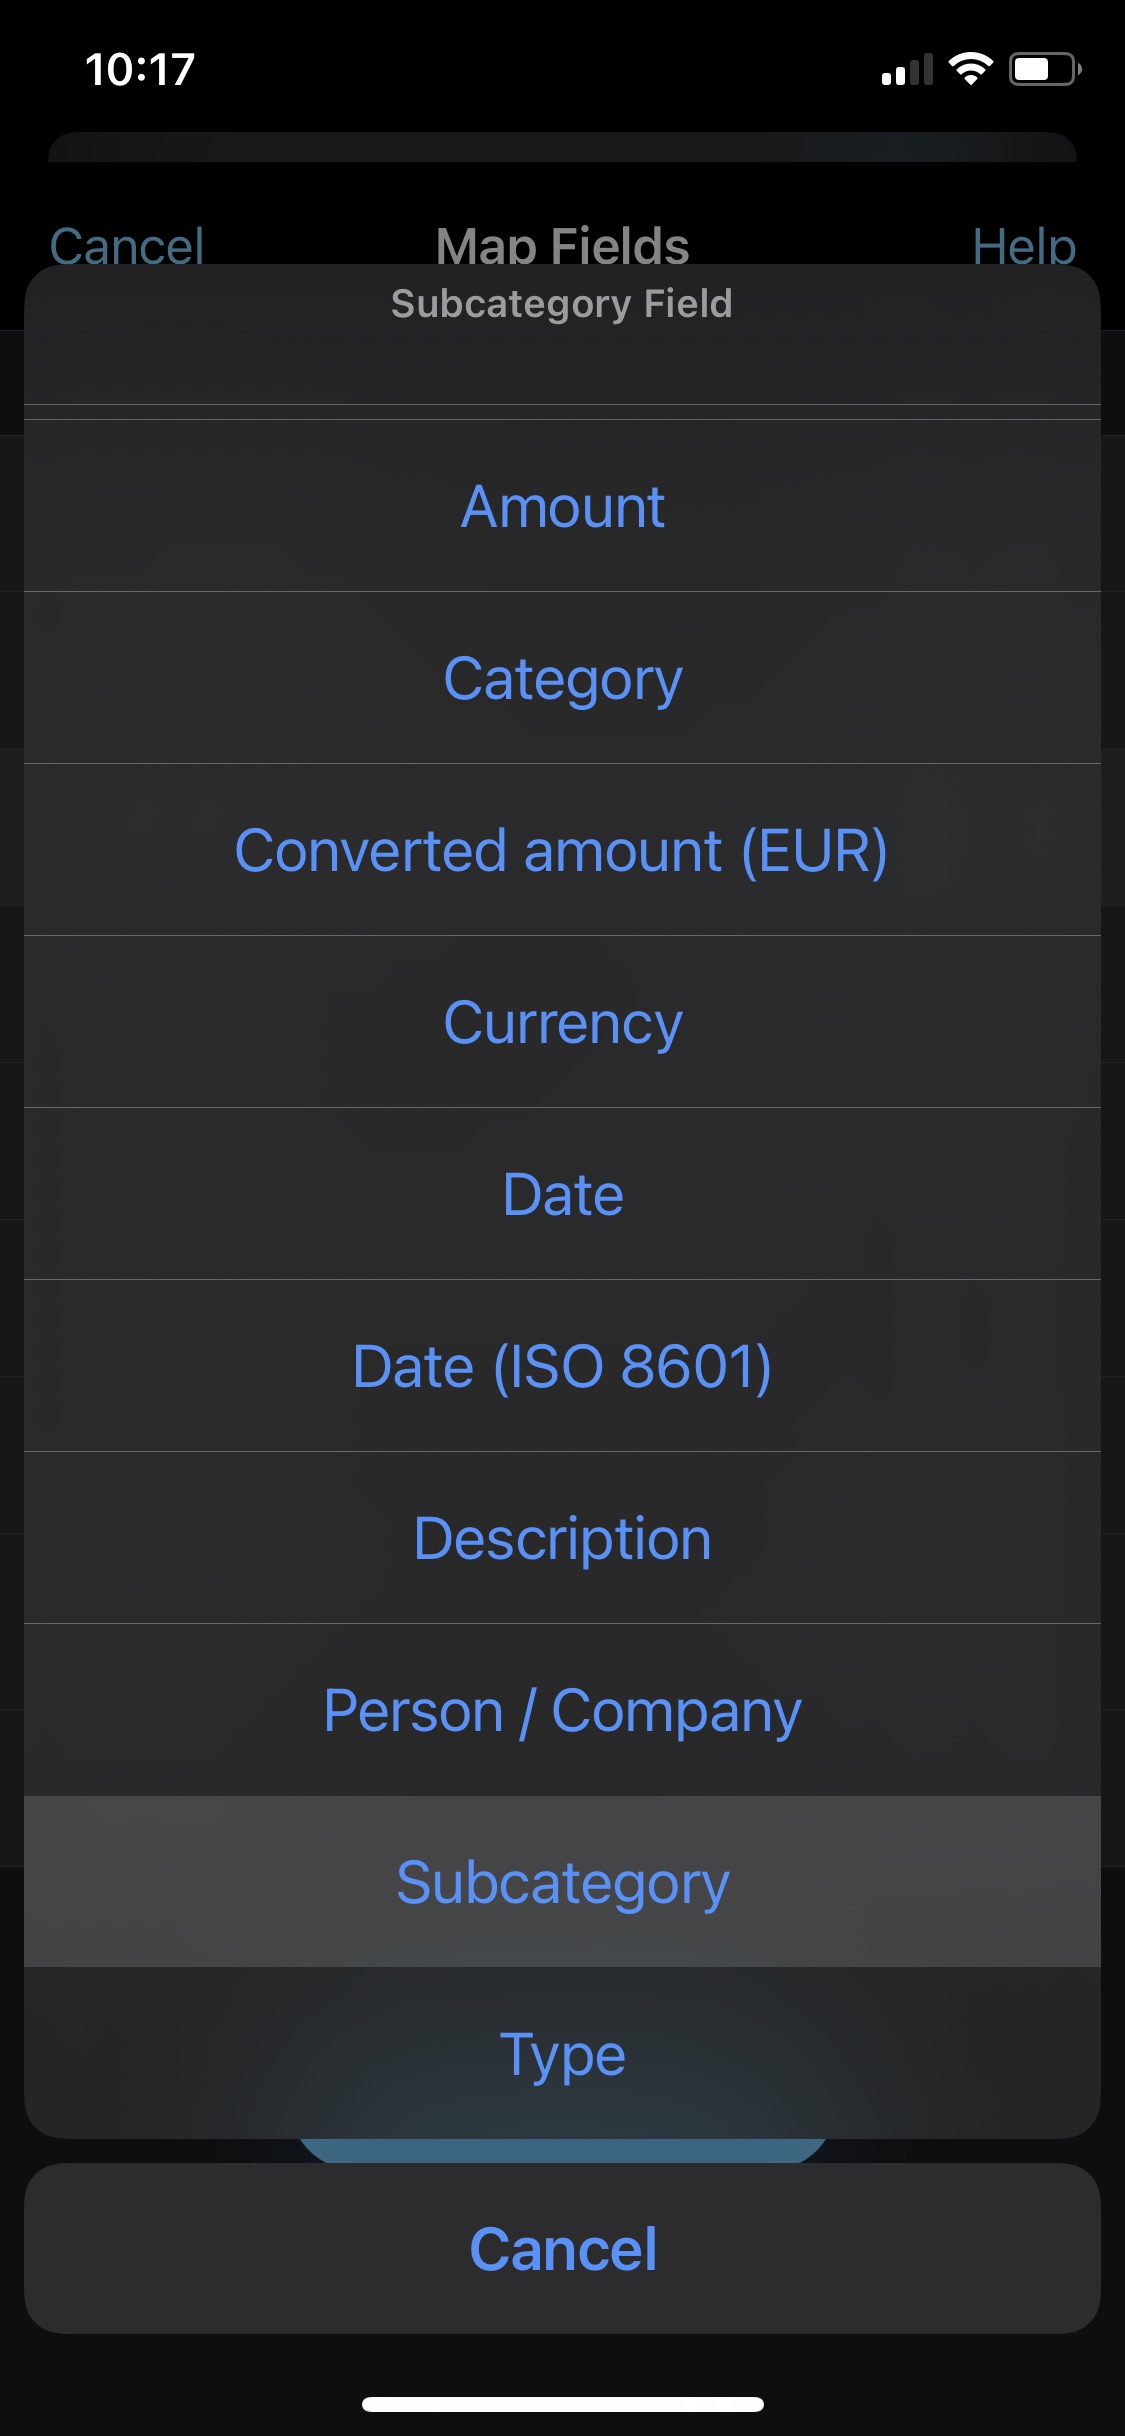 10:17
Cancel Map Fields Help
Subcategory Field
Amount
Category
Converted amount (EUR)
Currency
Date
Date (ISO 8601)
Description
Person / Company
Subcategory
Type
Cancel